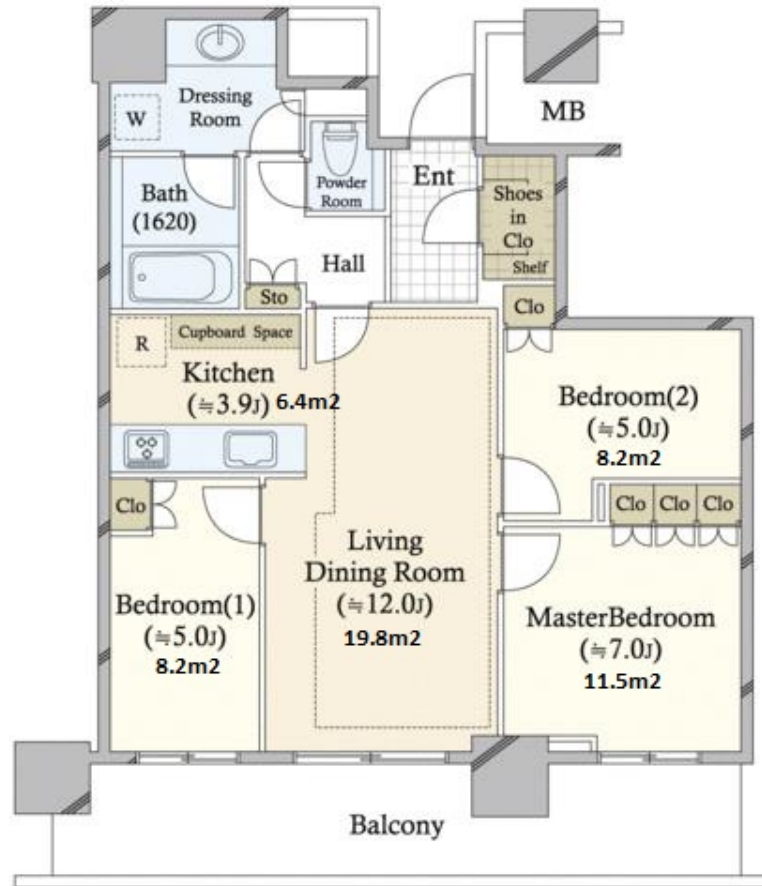 Dressing
Room
W
MB
Bath
(1620)
Powder
Room
Ent
Shoes
in
Clo
Shelf
Hall
Sto
Clo
R
Cupboard Space
Kitchen
(≒3.9J) 6.4m2
Bedroom(2)
(≒5.0J)
8.2m2
Clo
Clo
Clo
Clo
Living
Dining Room
(≒12.0J)
19.8m2
Bedroom(1)
(≒5.0J)
8.2m2
MasterBedroom
(≒7.0J)
11.5m2
Balcony